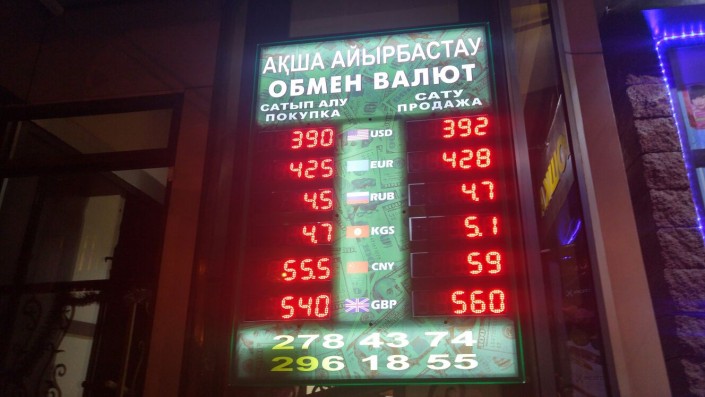 АҚША АЙЫРБАСТАУ
ОБМЕН ВАЛЮТ
САТЫП АЛУ САТУ
ПОКУПКА ПРОДАЖА
390 USD 392
425 EUR 428
4.5 RUB 4.7
4.7 KGS 5.1
.55.5 CNY 59
540 GBP 560
278 43 74
296 18 55